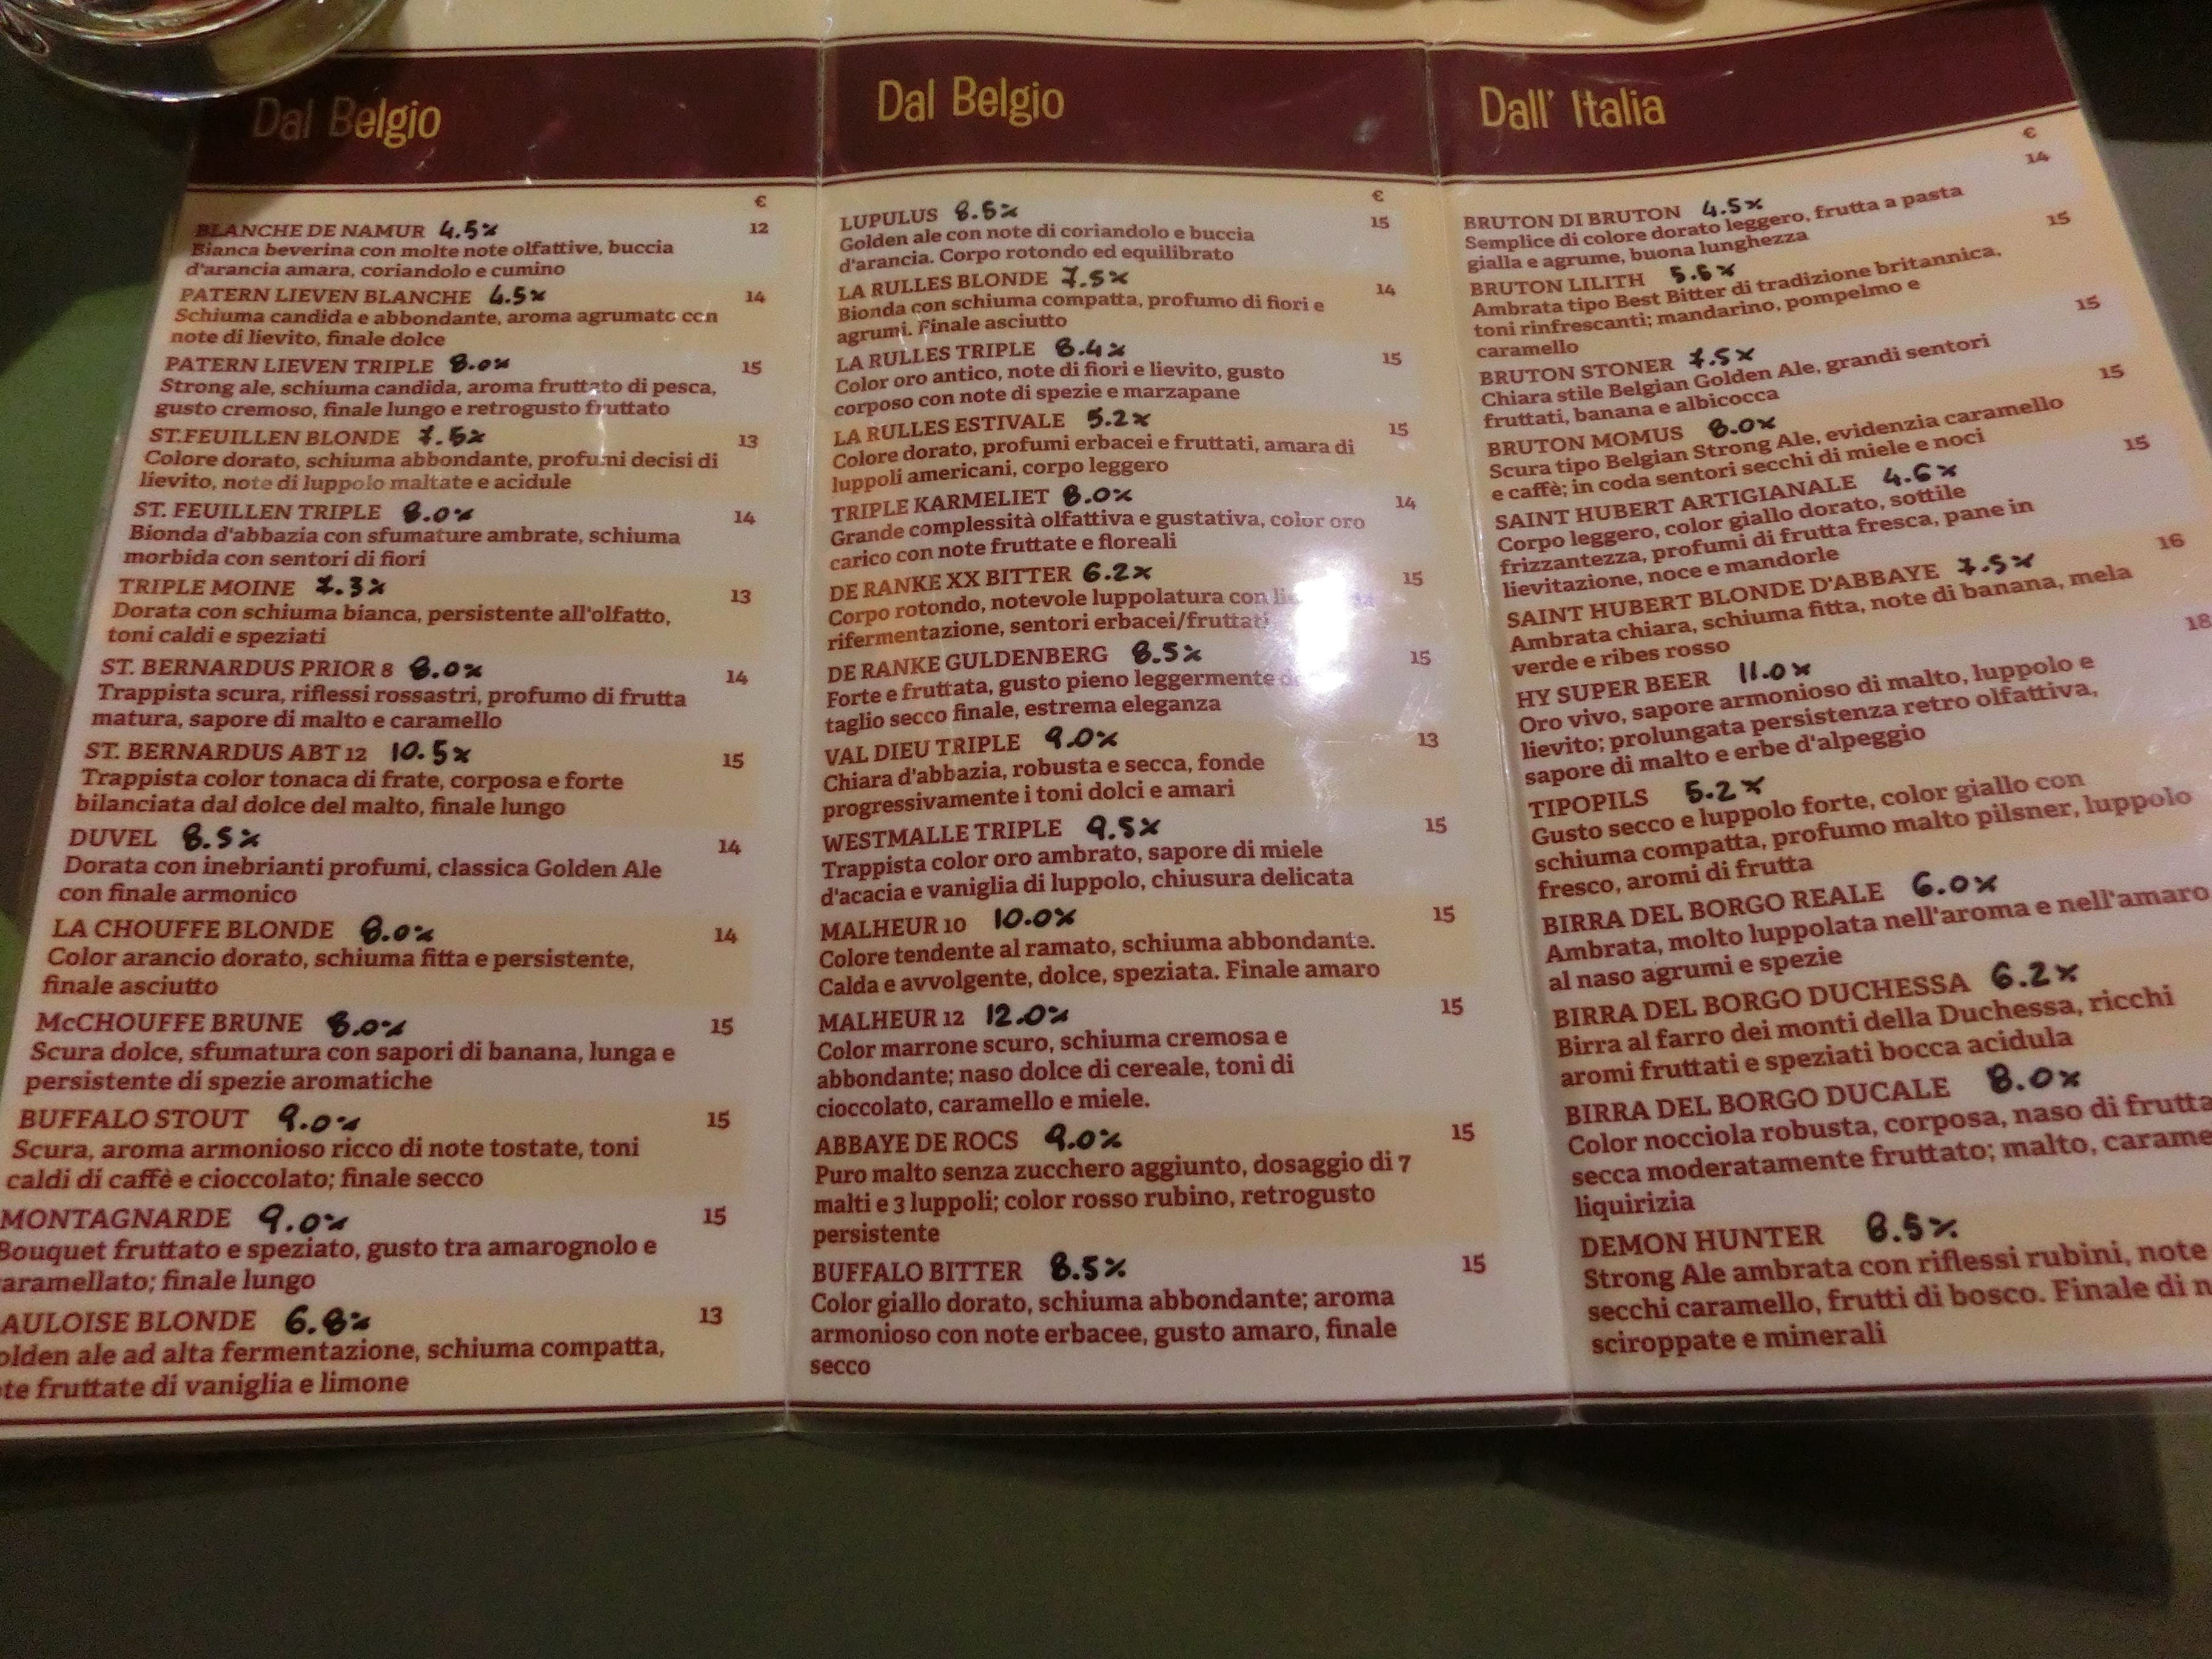 Dal Belgio
€
BLANCHE DE NAMUR 4.5% 12
Bianca beverina con molte note olfattive, buccia
d'arancia amara, coriandolo e cumino
PATERN LIEVEN BLANCHE 4.5% 14
Schiuma candida e abbondante, aroma agrumato con
note di lievito, finale dolce
PATERN LIEVEN TRIPLE 8.0% 15
Strong ale, schiuma candida, aroma fruttato di pesca,
gusto cremoso, finale lungo e retrogusto fruttato
ST.FEUILLEN BLONDE 7.5% 13
Colore dorato, schiuma abbondante, profumi decisi di
lievito, note di luppolo maltate e acidule
ST. FEUILLEN TRIPLE 8.0% 14
Bionda d'abbazia con sfumature ambrate, schiuma
morbida con sentori di fiori
TRIPLE MOINE 7.3% 13
Dorata con schiuma bianca, persistente all'olfatto,
toni caldi e speziati
ST. BERNARDUS PRIOR 8 8.0% 14
Trappista scura, riflessi rossastri, profumo di frutta
matura, sapore di malto e caramello
ST. BERNARDUS ABT 12 10.5% 15
Trappista color tonaca di frate, corposa e forte
bilanciata dal dolce del malto, finale lungo
DUVEL 8.5% 14
Dorata con inebrianti profumi, classica Golden Ale
con finale armonico
LA CHOUFFE BLONDE 8.0% 14
Color arancio dorato, schiuma fitta e persistente,
finale asciutto
McCHOUFFE BRUNE 8.0% 15
Scura dolce, sfumatura con sapori di banana, lunga e
persistente di spezie aromatiche
BUFFALO STOUT 9.0% 15
Scura, aroma armonioso ricco di note tostate, toni
caldi di caffè e cioccolato; finale secco
MONTAGNARDE 9.0% 15
Bouquet fruttato e speziato, gusto tra amarognolo e
aramellato; finale lungo
AULOISE BLONDE 6.8% 13
olden ale ad alta fermentazione, schiuma compatta,
te fruttate di vaniglia e limone
Dal Belgio
€
LUPULUS 8.5% 15
Golden ale con note di coriandolo e buccia
d'arancia. Corpo rotondo ed equilibrato
LA RULLES BLONDE 7.5% 14
Bionda con schiuma compatta, profumo di fiori e
agrumi. Finale asciutto
LA RULLES TRIPLE 8.4% 15
Color oro antico, note di fiori e lievito, gusto
corposo con note di spezie e marzapane
LA RULLES ESTIVALE 5.2% 15
Colore dorato, profumi erbacei e fruttati, amara di
luppoli americani, corpo leggero
TRIPLE KARMELIET 8.0% 14
Grande complessità olfattiva e gustativa, color oro
carico con note fruttate e floreali
DE RANKE XX BITTER 6.2% 15
Corpo rotondo, notevole luppolatura con
rifermentazione, sentori erbacei/fruttati
DE RANKE GULDENBERG 8.5% 15
Forte e fruttata, gusto pieno leggermente
taglio secco finale, estrema eleganza
VAL DIEU TRIPLE 9.0% 13
Chiara d'abbazia, robusta e secca, fonde
progressivamente i toni dolci e amari
WESTMALLE TRIPLE 9.5% 15
Trappista color oro ambrato, sapore di miele
d'acacia e vaniglia di luppolo, chiusura delicata
MALHEUR 10 10.0% 15
Colore tendente al ramato, schiuma abbondante.
Calda e avvolgente, dolce, speziata. Finale amaro
MALHEUR 12 12.0% 15
Color marrone scuro, schiuma cremosa e
abbondante; naso dolce di cereale, toni di
cioccolato, caramello e miele.
ABBAYE DE ROCS 9.0% 15
Puro malto senza zucchero aggiunto, dosaggio di 7
malti e 3 luppoli; color rosso rubino, retrogusto
persistente
BUFFALO BITTER 8.5% 15
Color giallo dorato, schiuma abbondante; aroma
armonioso con note erbacee, gusto amaro, finale
secco
Dall' Italia
€
BRUTON DI BRUTON 4.5% 14
Semplice di colore dorato leggero, frutta a pasta
gialla e agrume, buona lunghezza
BRUTON LILITH 5.5% 15
Ambrata tipo Best Bitter di tradizione britannica,
toni rinfrescanti; mandarino, pompelmo e
caramello
BRUTON STONER 7.5% 15
Chiara stile Belgian Golden Ale, grandi sentori
fruttati, banana e albicocca
BRUTON MOMUS 8.0% 15
Scura tipo Belgian Strong Ale, evidenzia caramello
e caffè; in coda sentori secchi di miele e noci
SAINT HUBERT ARTIGIANALE 4.6% 15
Corpo leggero, color giallo dorato, sottile
frizzantezza, profumi di frutta fresca, pane in
lievitazione, noce e mandorle
SAINT HUBERT BLONDE D'ABBAYE 7.5% 16
Ambrata chiara, schiuma fitta, note di banana, mela
verde e ribes rosso
HY SUPER BEER 11.0% 18
Oro vivo, sapore armonioso di malto, luppolo e
lievito; prolungata persistenza retro olfattiva,
sapore di malto e erbe d'alpeggio
TIPOPILS 5.2%
Gusto secco e luppolo forte, color giallo con
schiuma compatta, profumo malto pilsner, luppolo
fresco, aromi di frutta
BIRRA DEL BORGO REALE 6.0%
Ambrata, molto luppolata nell'aroma e nell'amaro
al naso agrumi e spezie
BIRRA DEL BORGO DUCHESSA 6.2%
Birra al farro dei monti della Duchessa, ricchi
aromi fruttati e speziati bocca acidula
BIRRA DEL BORGO DUCALE 8.0%
Color nocciola robusta, corposa, naso di frutta
secca moderatamente fruttato; malto, carame
liquirizia
DEMON HUNTER 8.5%
Strong Ale ambrata con riflessi rubini, note
secchi caramello, frutti di bosco. Finale di
sciroppate e minerali